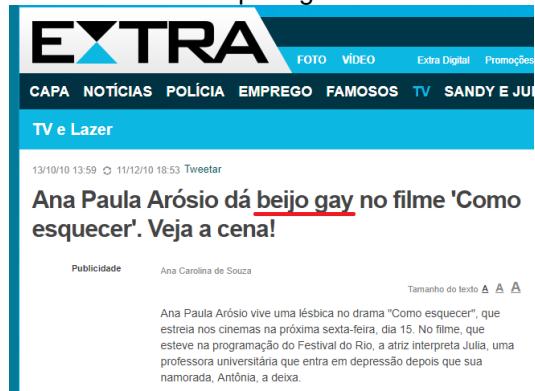 EXTRA
FOTO VÍDEO Extra Digital Promoções
CAPA NOTÍCIAS POLÍCIA EMPREGO FAMOSOS TV SANDY E JU
TV e Lazer
13/10/10 13:59 11/12/10 18:53 Tweetar
Ana Paula Arósio dá beijo gay no filme 'Como
esquecer'. Veja a cena!
Publicidade
Ana Carolina de Souza
Tamanho do texto A A A
Ana Paula Arósio vive uma lésbica no drama "Como esquecer", que
estreia nos cinemas na próxima sexta-feira, dia 15. No filme, que
esteve na programação do Festival do Rio, a atriz interpreta Julia, uma
professora universitária que entra em depressão depois que sua
namorada, Antônia, a deixa.